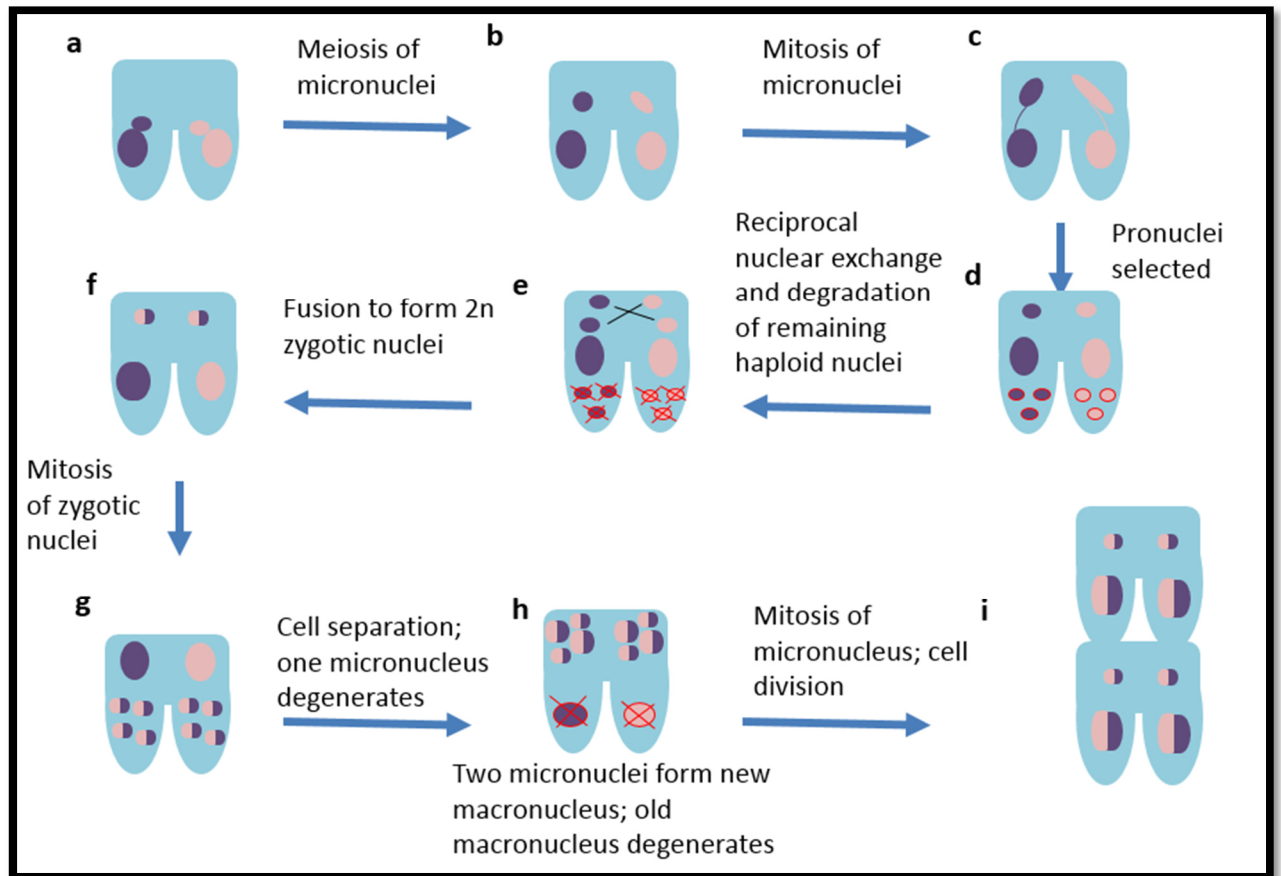 a
Meiosis of
micronuclei
b
Mitosis of
micronuclei
c
Pronuclei
selected
d
Reciprocal
nuclear exchange
and degradation
of remaining
haploid nuclei
e
Fusion to form 2n
zygotic nuclei
f
Mitosis
of zygotic
nuclei
g
Cell separation;
one micronucleus
degenerates
h
Two micronuclei form new
macronucleus; old
macronucleus degenerates
Mitosis of
micronucleus; cell
division
i